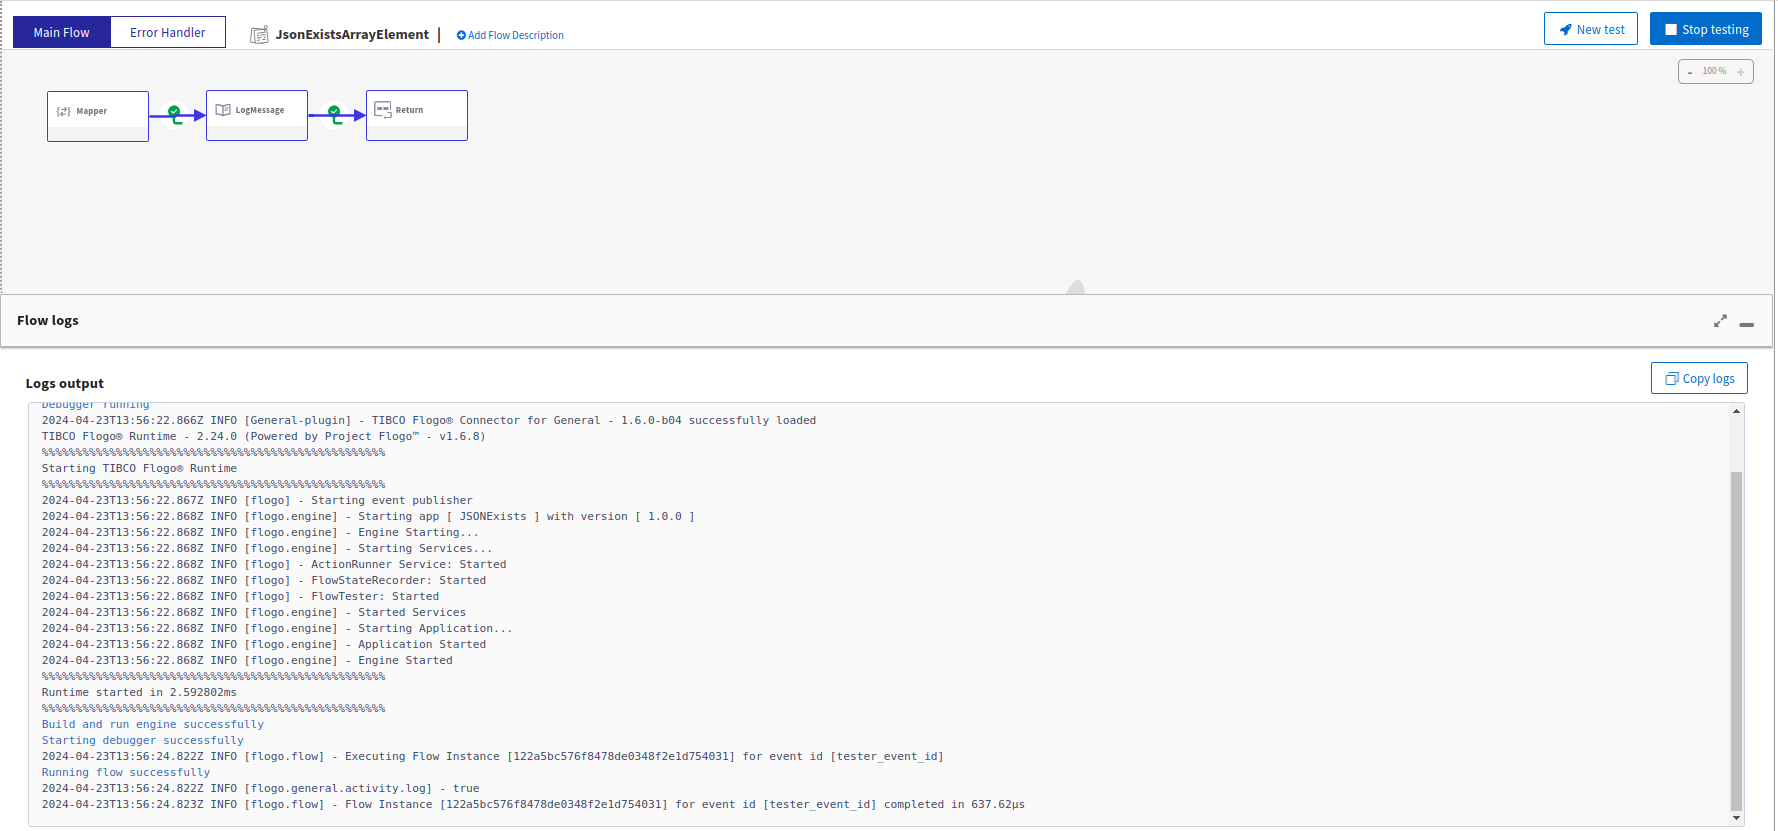 Main Flow
Error Handler
JsonExistsArrayElement |
Add Flow Description
New test
Stop testing
- 100 % +
Mapper
LogMessage
Return
Flow logs
Logs output
Copy logs
Debugger running
2024-04-23T13:56:22.866Z INFO [General-plugin] - TIBCO Flogo® Connector for General - 1.6.0-b04 successfully loaded
TIBCO Flogo® Runtime - 2.24.0 (Powered by Project Flogo™ - v1.6.8)
%%%%%%%%%%%%%%%%%%%%%%%%%%%%%%%%%%%%%%%%%%%%%%%%%%%
Starting TIBCO Flogo® Runtime
%%%%%%%%%%%%%%%%%%%%%%%%%%%%%%%%%%%%%%%%%%%%%%%%%%%
2024-04-23T13:56:22.867Z INFO [flogo] - Starting event publisher
2024-04-23T13:56:22.868Z INFO [flogo.engine] - Starting app [ JSONExists ] with version [ 1.0.0 ]
2024-04-23T13:56:22.868Z INFO [flogo.engine] - Engine Starting...
2024-04-23T13:56:22.868Z INFO [flogo.engine] - Starting Services...
2024-04-23T13:56:22.868Z INFO [flogo] - ActionRunner Service: Started
2024-04-23T13:56:22.868Z INFO [flogo] - FlowStateRecorder: Started
2024-04-23T13:56:22.868Z INFO [flogo] - FlowTester: Started
2024-04-23T13:56:22.868Z INFO [flogo.engine] - Started Services
2024-04-23T13:56:22.868Z INFO [flogo.engine] - Starting Application...
2024-04-23T13:56:22.868Z INFO [flogo.engine] - Application Started
2024-04-23T13:56:22.868Z INFO [flogo.engine] - Engine Started
%%%%%%%%%%%%%%%%%%%%%%%%%%%%%%%%%%%%%%%%%%%%%%%%%%%
Runtime started in 2.592802ms
%%%%%%%%%%%%%%%%%%%%%%%%%%%%%%%%%%%%%%%%%%%%%%%%%%%
Build and run engine successfully
Starting debugger successfully
2024-04-23T13:56:24.822Z INFO [flogo.flow] - Executing Flow Instance [122a5bc576f8478de0348f2e1d754031] for event id [tester_event_id]
Running flow successfully
2024-04-23T13:56:24.822Z INFO [flogo.general.activity.log] - true
2024-04-23T13:56:24.823Z INFO [flogo.flow] - Flow Instance [122a5bc576f8478de0348f2e1d754031] for event id [tester_event_id] completed in 637.62µs